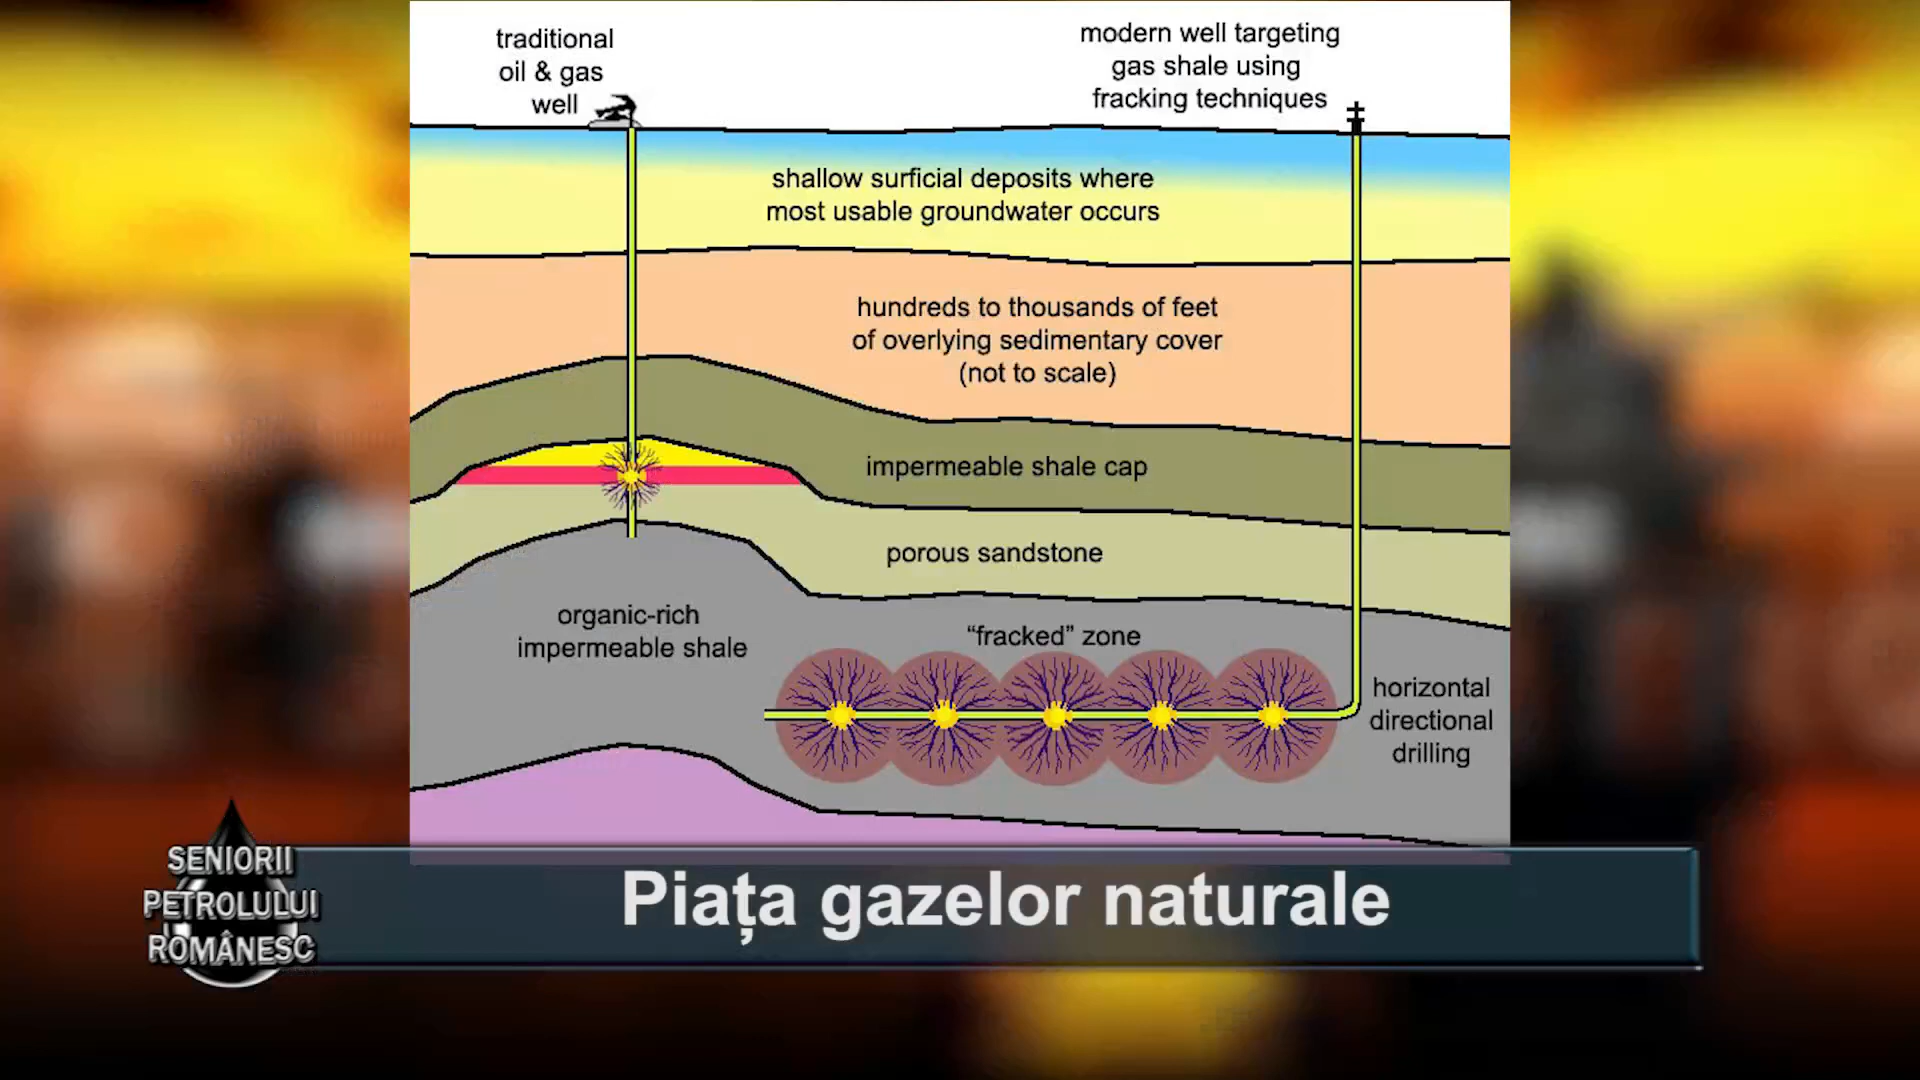 traditional
oil & gas
well
modern well targeting
gas shale using
fracking techniques
shallow surficial deposits where
most usable groundwater occurs
hundreds to thousands of feet
of overlying sedimentary cover
(not to scale)
impermeable shale cap
porous sandstone
organic-rich
impermeable shale
“fracked” zone
horizontal
directional
drilling
SENIORII
PETROLULUI
ROMÂNESC
Piața gazelor naturale